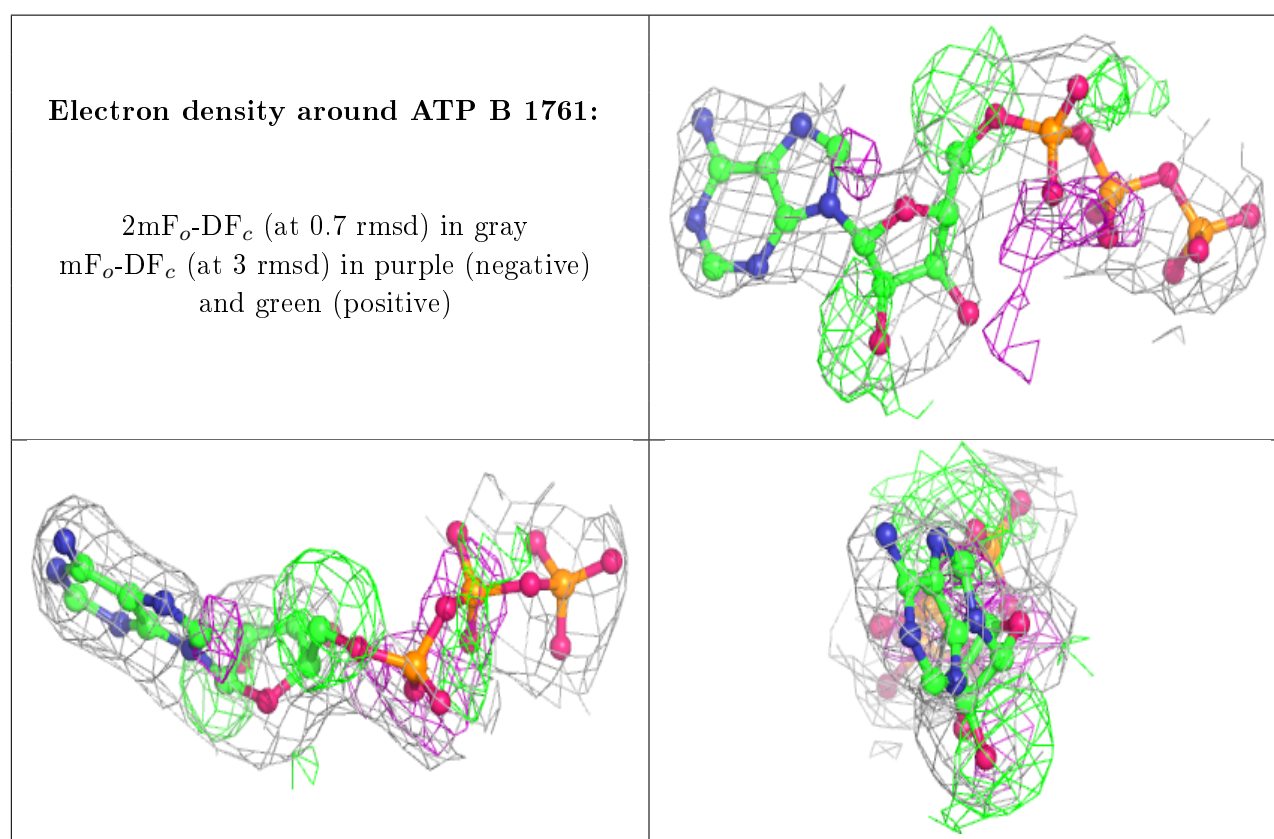 Electron density around ATP B 1761:
2mFo-DFc (at 0.7 rmsd) in gray
mFo-DFc (at 3 rmsd) in purple (negative)
and green (positive)